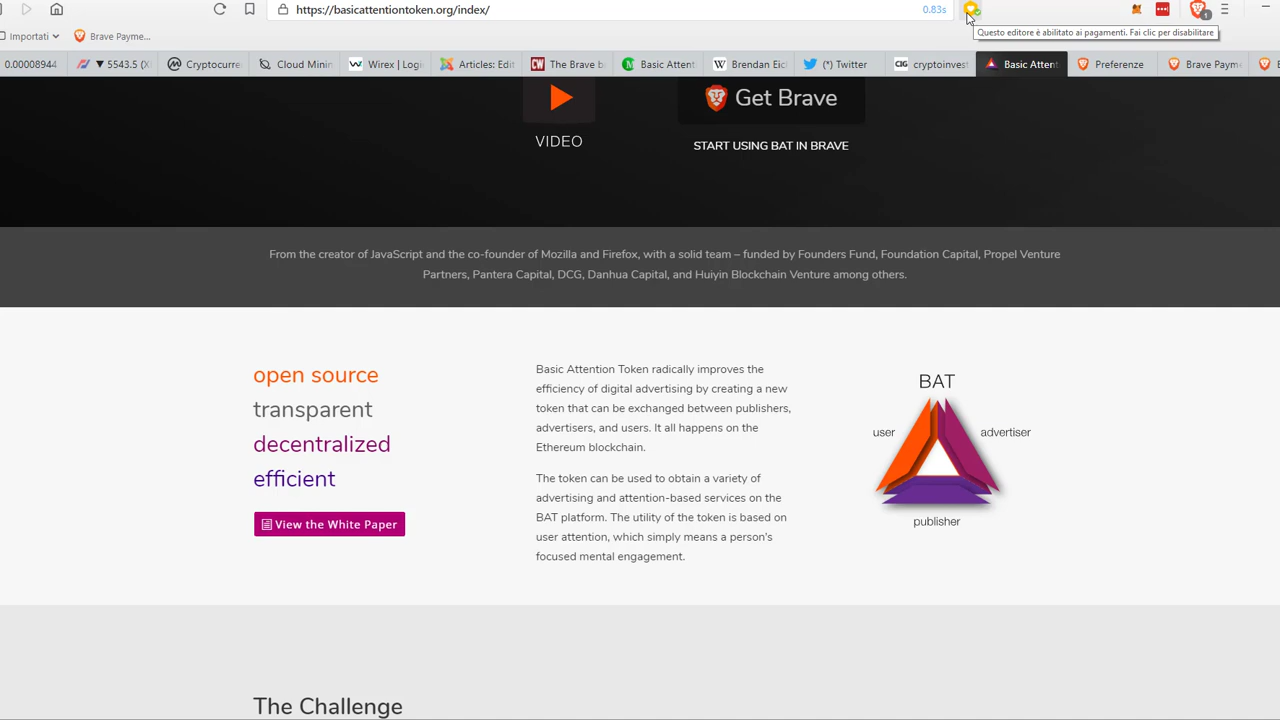 https://basicattentiontoken.org/index/
0.83s
1
Questo editore è abilitato ai pagamenti. Fai clic per disabilitare
Importati
Brave Payme...
0.00008944
5543.5 (X
Cryptocurre
Cloud Min
Wirex | Logi
Articles: Edi
The Brave b
Basic Attent
Brendan Eic
(*) Twitter
CIG
cryptoinvest
Basic Atten
Preferenze
Brave Paym
Get Brave
VIDEO
START USING BAT IN BRAVE
From the creator of JavaScript and the co-founder of Mozilla and Firefox, with a solid team – funded by Founders Fund, Foundation Capital, Propel Venture
Partners, Pantera Capital, DCG, Danhua Capital, and Huiyin Blockchain Venture among others.
open source
transparent
decentralized
efficient
View the White Paper
Basic Attention Token radically improves the
efficiency of digital advertising by creating a new
token that can be exchanged between publishers,
advertisers, and users. It all happens on the
Ethereum blockchain.
The token can be used to obtain a variety of
advertising and attention-based services on the
BAT platform. The utility of the token is based on
user attention, which simply means a person's
focused mental engagement.
BAT
user
advertiser
publisher
The Challenge